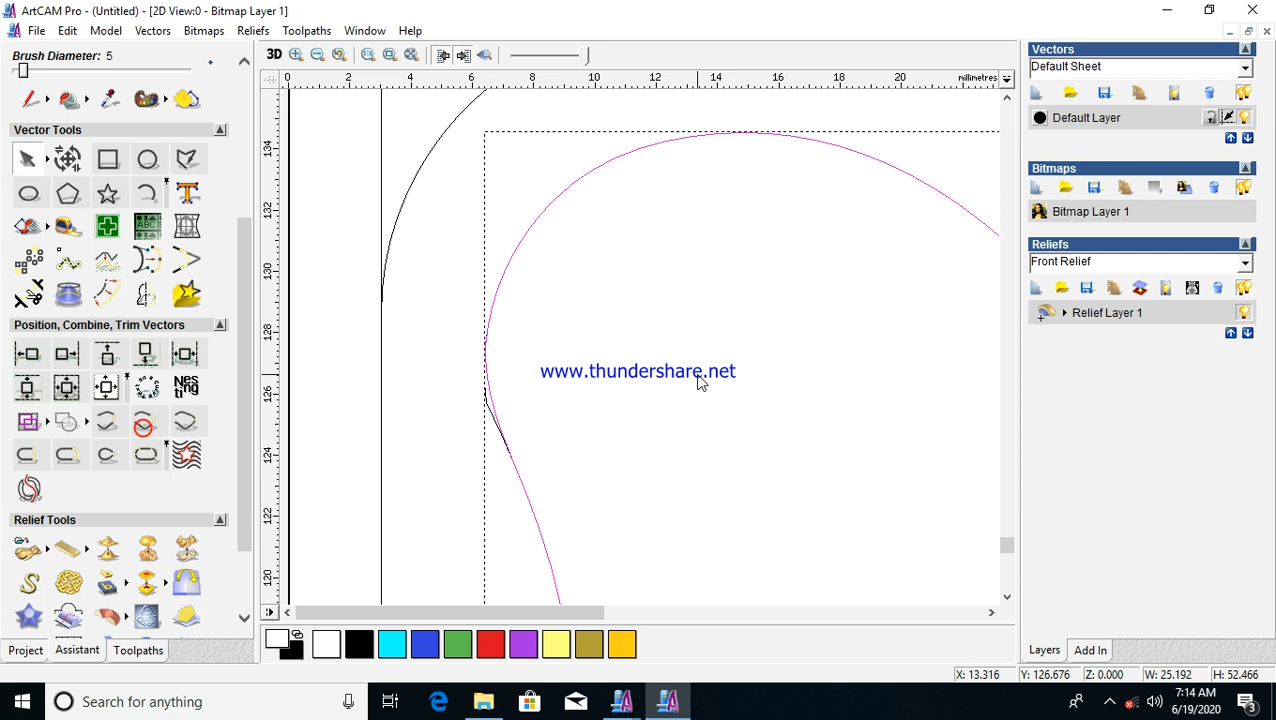 ArtCAM Pro - (Untitled) - [2D View:0 - Bitmap Layer 1]
File Edit Model Vectors Bitmaps Reliefs Toolpaths Window Help
Brush Diameter: 5
Vector Tools
ABC
Position, Combine, Trim Vectors
NES
ting
Relief Tools
Project Assistant Toolpaths
3D
0 2 4 6 8 10 12 14 16 18 20 millimetres
134
132
130
128
126
124
122
120
www.thundershare.net
Vectors
Default Sheet
Default Layer
Bitmaps
Bitmap Layer 1
Reliefs
Front Relief
Relief Layer 1
Layers Add In
X: 13.316 Y: 126.676 Z: 0.000 W: 25.192 H: 52.466
Search for anything
7:14 AM
6/19/2020
3